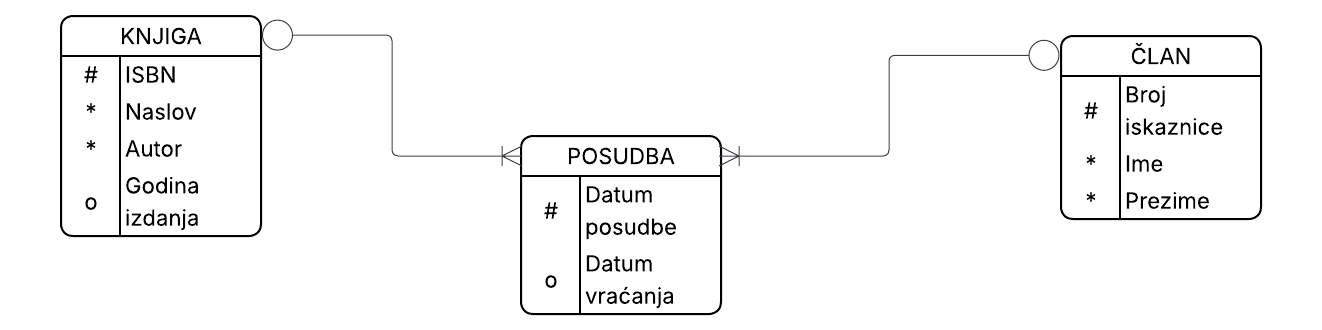 KNJIGA
# ISBN
* Naslov
* Autor
o Godina
izdanja
POSUDBA
# Datum
posudbe
o Datum
vraćanja
ČLAN
# Broj
iskaznice
* Ime
* Prezime